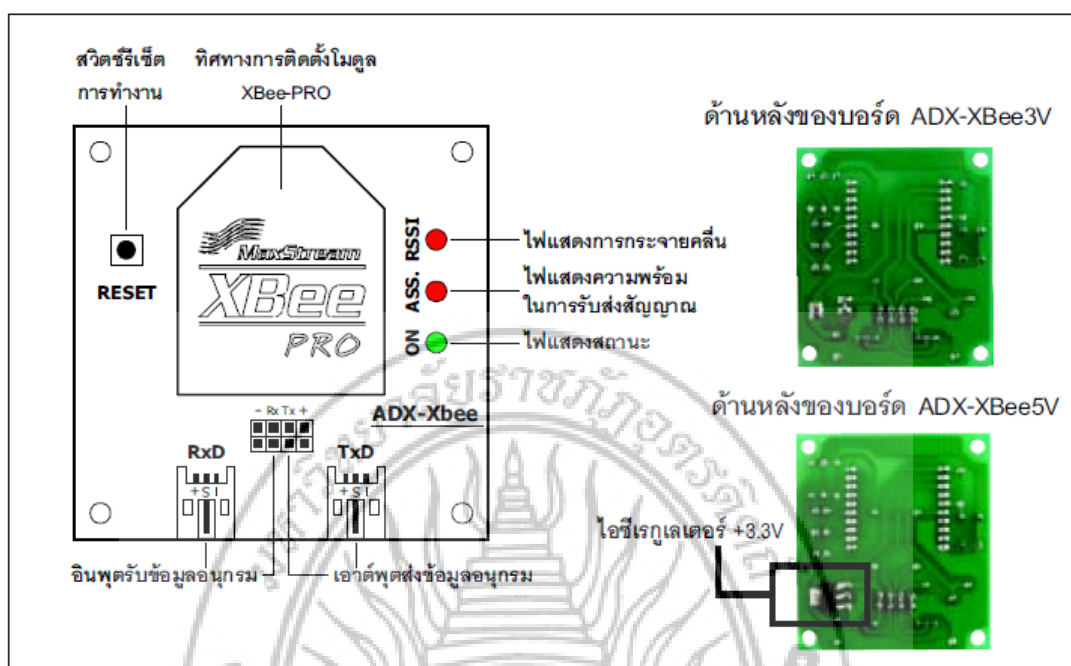 สวิตช์รีเซ็ต
การทำงาน
ทิศทางการติดตั้งโมดูล
XBee-PRO
ด้านหลังของบอร์ด ADX-XBee3V
RESET
MaxStream
XBee
PRO
RSSI
ASS.
ON
ไฟแสดงการกระจายคลื่น
ไฟแสดงความพร้อม
ในการรับส่งสัญญาณ
ไฟแสดงสถานะ
- Rx Tx +
ADX-Xbee
RxD
TxD
+ S -
+ S -
อินพุตรับข้อมูลอนุกรม
เอาต์พุตส่งข้อมูลอนุกรม
ด้านหลังของบอร์ด ADX-XBee5V
ไอซีเรกูเลเตอร์ +3.3V